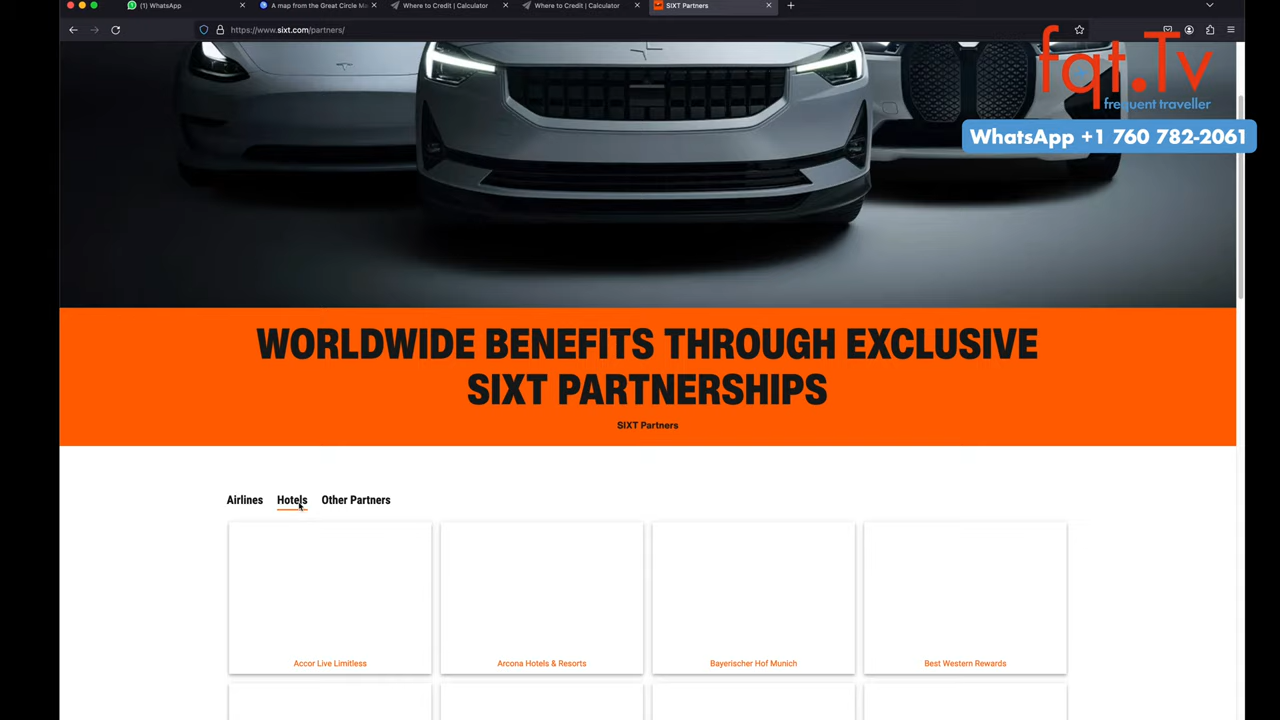 (1) WhatsApp
A map from the Great Circle Ma
Where to Credit | Calculator
Where to Credit | Calculator
SIXT Partners
https://www.sixt.com/partners/
fqt.Tv
frequent traveller
WhatsApp +1 760 782-2061
WORLDWIDE BENEFITS THROUGH EXCLUSIVE
SIXT PARTNERSHIPS
SIXT Partners
Airlines
Hotels
Other Partners
Accor Live Limitless
Arcona Hotels & Resorts
Bayerischer Hof Munich
Best Western Rewards